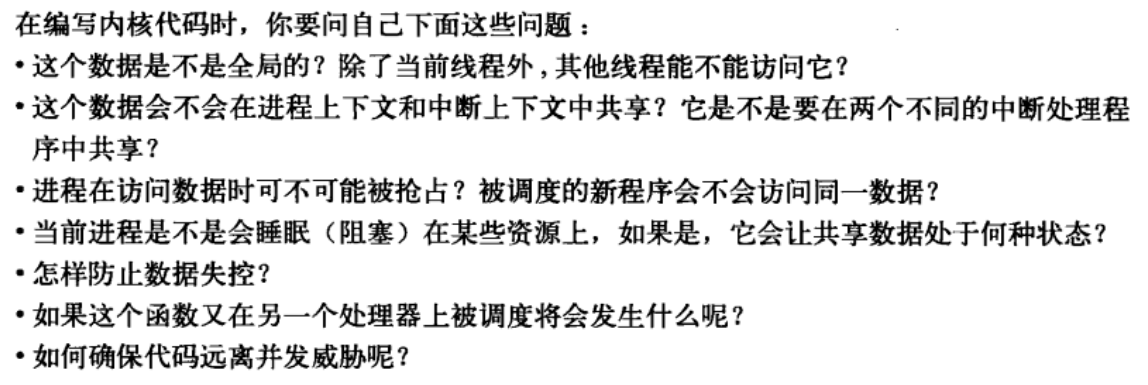 在编写内核代码时，你要问自己下面这些问题：
• 这个数据是不是全局的？除了当前线程外，其他线程能不能访问它？
• 这个数据会不会在进程上下文和中断上下文中共享？它是不是要在两个不同的中断处理程
序中共享？
• 进程在访问数据时可不可能被抢占？被调度的新程序会不会访问同一数据？
• 当前进程是不是会睡眠（阻塞）在某些资源上，如果是，它会让共享数据处于何种状态？
• 怎样防止数据失控？
• 如果这个函数又在另一个处理器上被调度将会发生什么呢？
• 如何确保代码远离并发威胁呢？